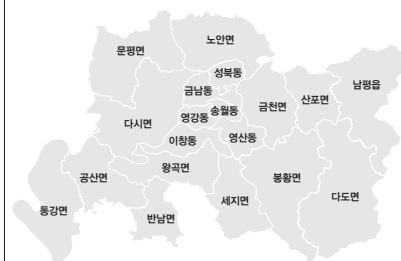 노안면
문평면
성북동
남평읍
금남동
금천면
산포면
송월동
영강동
다시면
이창동
영산동
왕곡면
공산면
봉황면
세지면
다도면
동강면
반남면